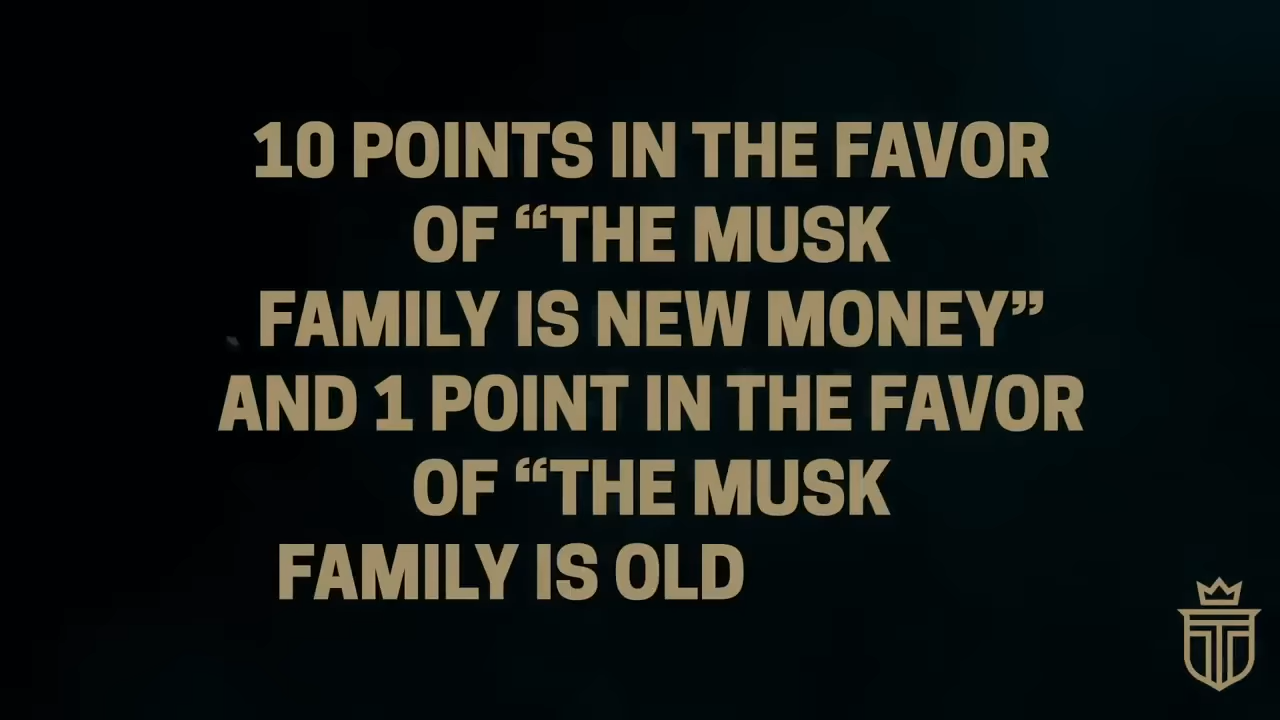 10 POINTS IN THE FAVOR
OF “THE MUSK
FAMILY IS NEW MONEY”
AND 1 POINT IN THE FAVOR
OF “THE MUSK
FAMILY IS OLD